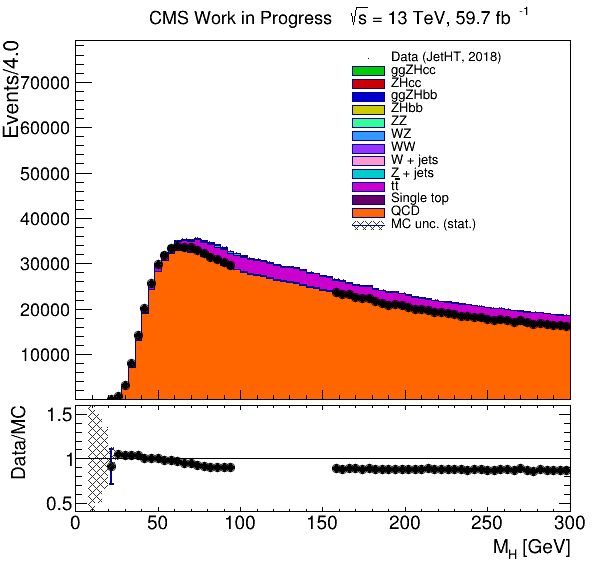 CMS Work in Progress √s = 13 TeV, 59.7 fb -1
Events/4.0
70000
60000
50000
40000
30000
20000
10000
Data (JetHT, 2018)
ggZHcc
ZHcc
ggZHbb
ZHbb
ZZ
WZ
WW
W + jets
Z + jets
tt̅
Single top
QCD
MC unc. (stat.)
Data/MC
1.5
1
0.5
0 50 100 150 200 250 300
M_H [GeV]